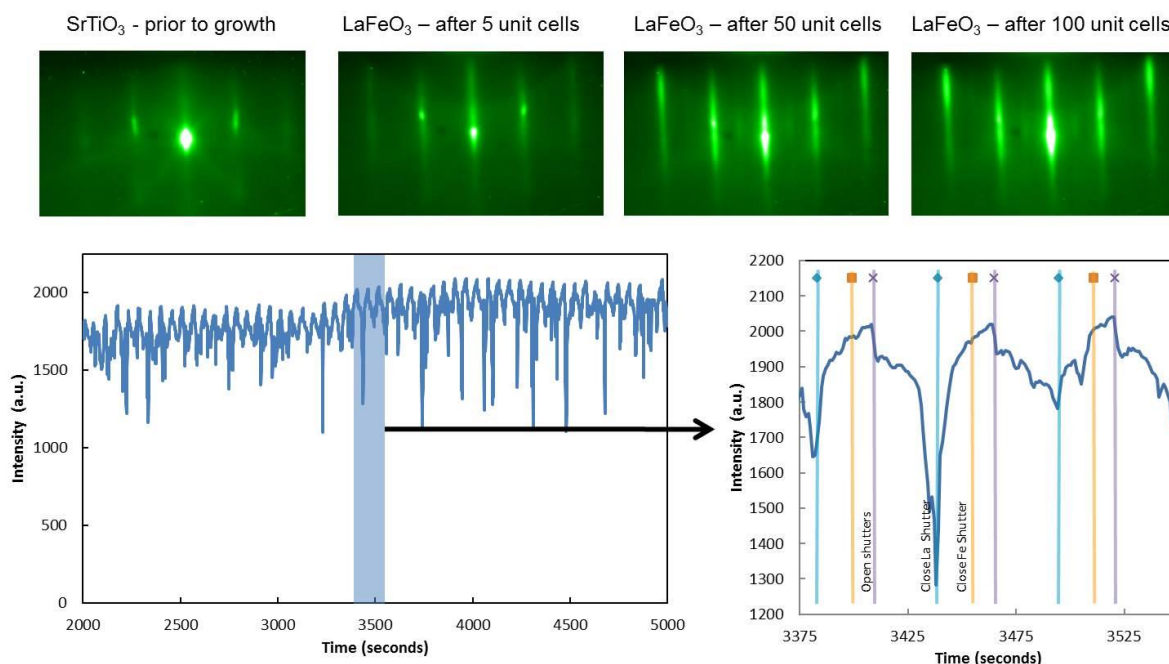 SrTiO₃ - prior to growth
LaFeO₃ – after 5 unit cells
LaFeO₃ – after 50 unit cells
LaFeO₃ – after 100 unit cells
Intensity (a.u.)
2000
1500
1000
500
0
2000
2500
3000
3500
4000
4500
5000
Time (seconds)
Intensity (a.u.)
2200
2100
2000
1900
1800
1700
1600
1500
1400
1300
1200
Open shutters
Close La Shutter
Close Fe Shutter
3375
3425
3475
3525
Time (seconds)